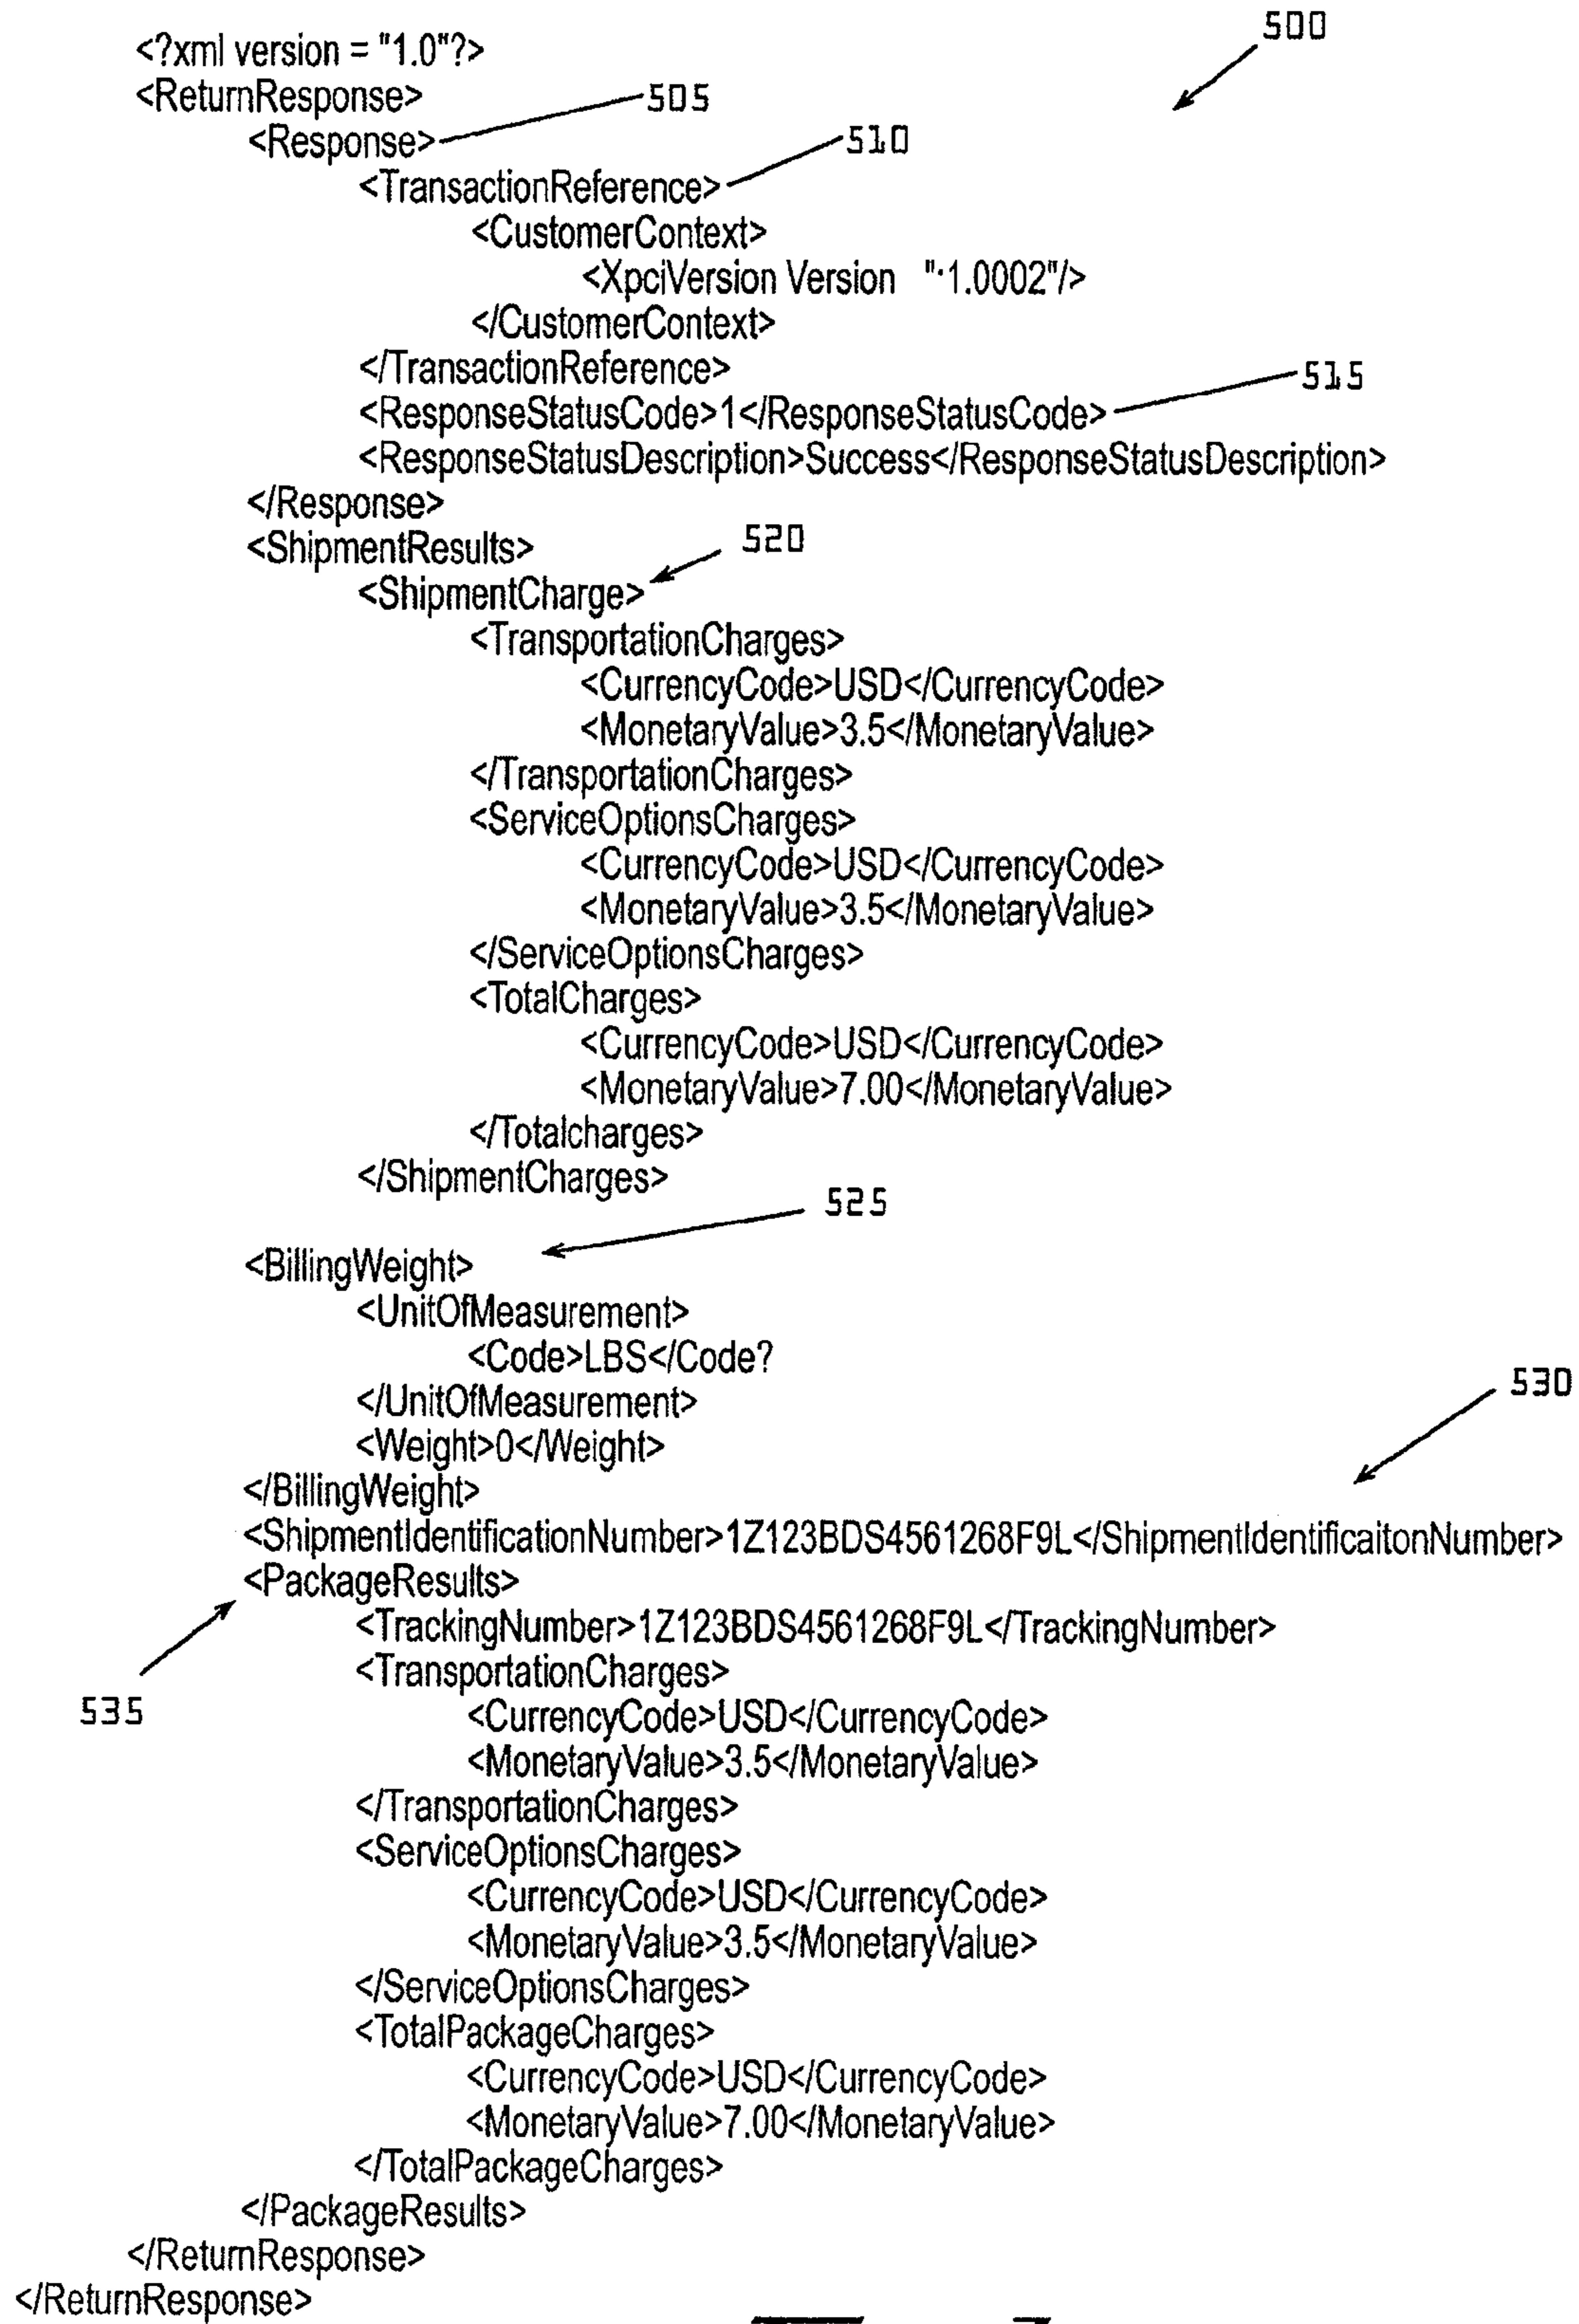 500
<?xml version = "1.0"?>
<ReturnResponse>
505
<Response>
510
<TransactionReference>
<CustomerContext>
<XpciVersion Version "·1.0002"/>
</CustomerContext>
</TransactionReference>
515
<ResponseStatusCode>1</ResponseStatusCode>
<ResponseStatusDescription>Success</ResponseStatusDescription>
</Response>
<ShipmentResults>
520
<ShipmentCharge>
<TransportationCharges>
<CurrencyCode>USD</CurrencyCode>
<MonetaryValue>3.5</MonetaryValue>
</TransportationCharges>
<ServiceOptionsCharges>
<CurrencyCode>USD</CurrencyCode>
<MonetaryValue>3.5</MonetaryValue>
</ServiceOptionsCharges>
<TotalCharges>
<CurrencyCode>USD</CurrencyCode>
<MonetaryValue>7.00</MonetaryValue>
</Totalcharges>
</ShipmentCharges>
525
<BillingWeight>
<UnitOfMeasurement>
<Code>LBS</Code?
</UnitOfMeasurement>
530
<Weight>0</Weight>
</BillingWeight>
<ShipmentIdentificationNumber>1Z123BDS4561268F9L</ShipmentIdentificaitonNumber>
<PackageResults>
<TrackingNumber>1Z123BDS4561268F9L</TrackingNumber>
<TransportationCharges>
535
<CurrencyCode>USD</CurrencyCode>
<MonetaryValue>3.5</MonetaryValue>
</TransportationCharges>
<ServiceOptionsCharges>
<CurrencyCode>USD</CurrencyCode>
<MonetaryValue>3.5</MonetaryValue>
</ServiceOptionsCharges>
<TotalPackageCharges>
<CurrencyCode>USD</CurrencyCode>
<MonetaryValue>7.00</MonetaryValue>
</TotalPackageCharges>
</PackageResults>
</ReturnResponse>
</ReturnResponse>